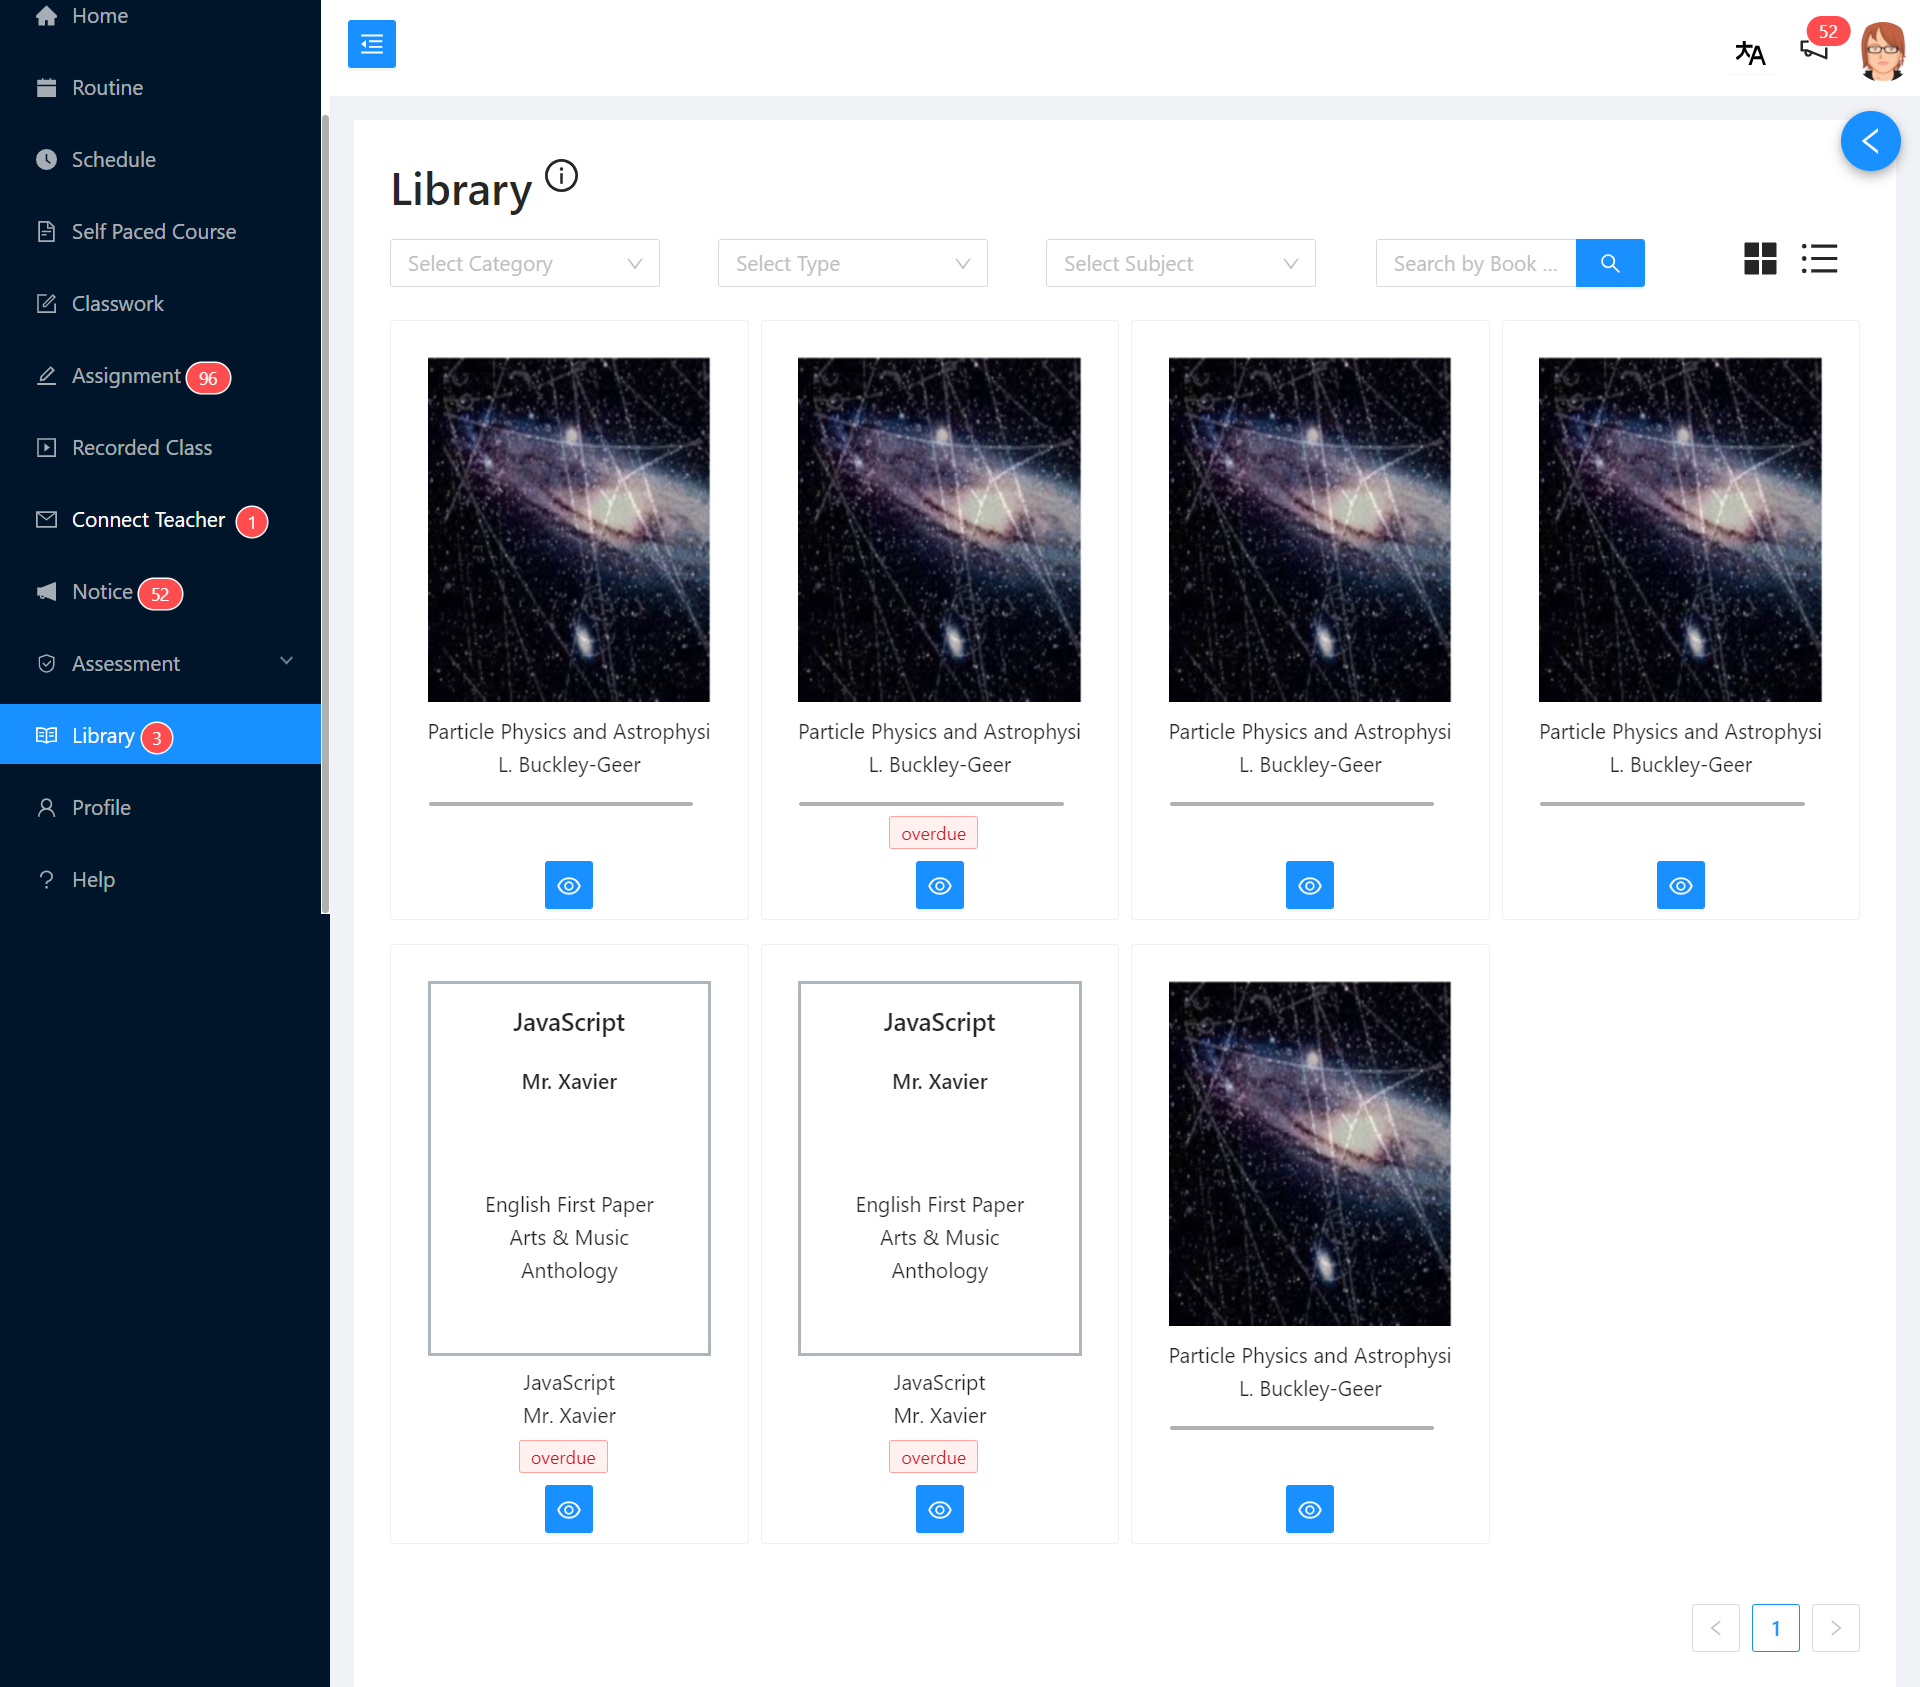 Home
Routine
Schedule
Self Paced Course
Classwork
Assignment 96
Recorded Class
Connect Teacher 1
Notice 52
Assessment
Library 3
Profile
Help
52
Library
Select Category
Select Type
Select Subject
Search by Book ...
Particle Physics and Astrophysi
L. Buckley-Geer
Particle Physics and Astrophysi
L. Buckley-Geer
overdue
Particle Physics and Astrophysi
L. Buckley-Geer
Particle Physics and Astrophysi
L. Buckley-Geer
JavaScript
Mr. Xavier
English First Paper
Arts & Music
Anthology
JavaScript
Mr. Xavier
overdue
JavaScript
Mr. Xavier
English First Paper
Arts & Music
Anthology
JavaScript
Mr. Xavier
overdue
Particle Physics and Astrophysi
L. Buckley-Geer
1